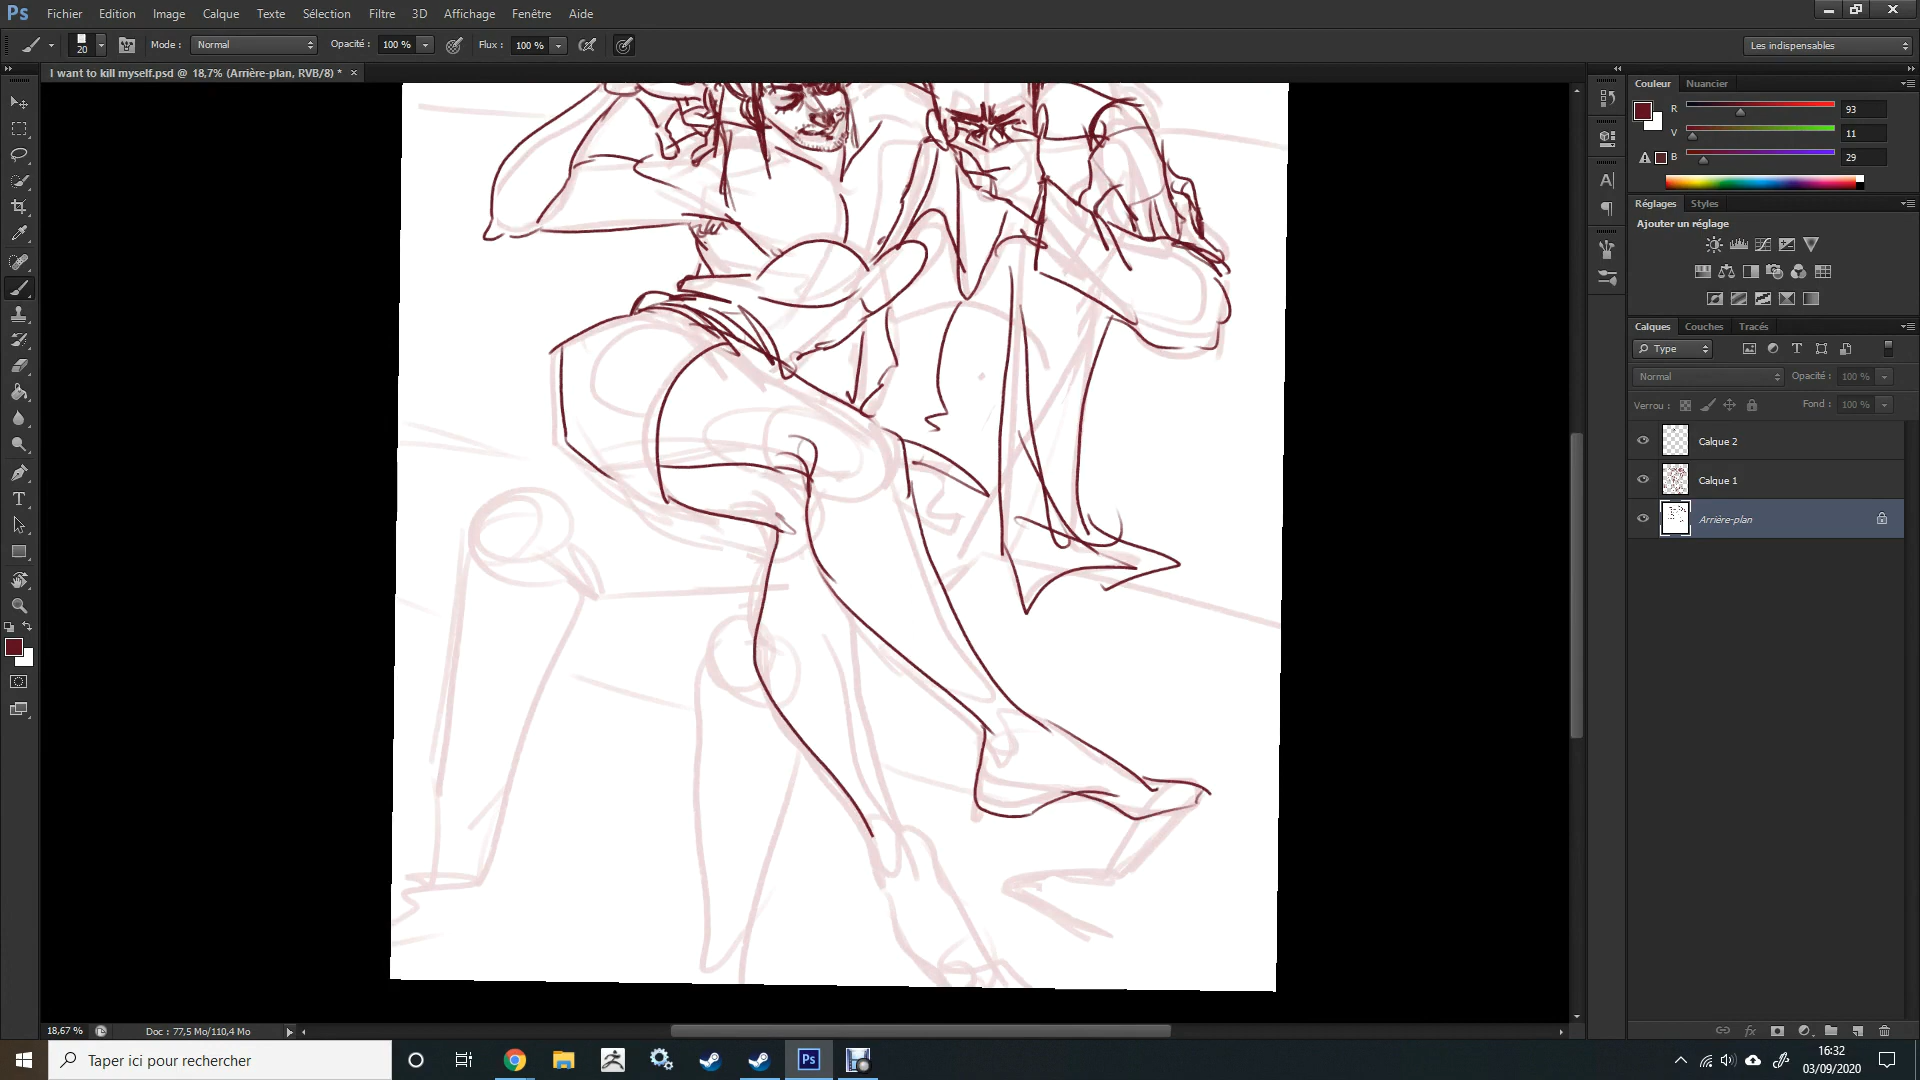 Ps Fichier Edition Image Calque Texte Sélection Filtre 3D Affichage Fenêtre Aide
20 Mode : Normal Opacité : 100 % Flux : 100 % Les indispensables
I want to kill myself.psd @ 18,7% (Arrière-plan, RVB/8) *
Couleur Nuancier
R 93
V 11
B 29
Réglages Styles
Ajouter un réglage
Calques Couches Tracés
Type
Normal Opacité : 100 %
Verrou : Fond : 100 %
Calque 2
Calque 1
Arrière-plan
18,67 % Doc : 77,5 Mo/110,4 Mo
Taper ici pour rechercher
Ps
16:32
03/09/2020